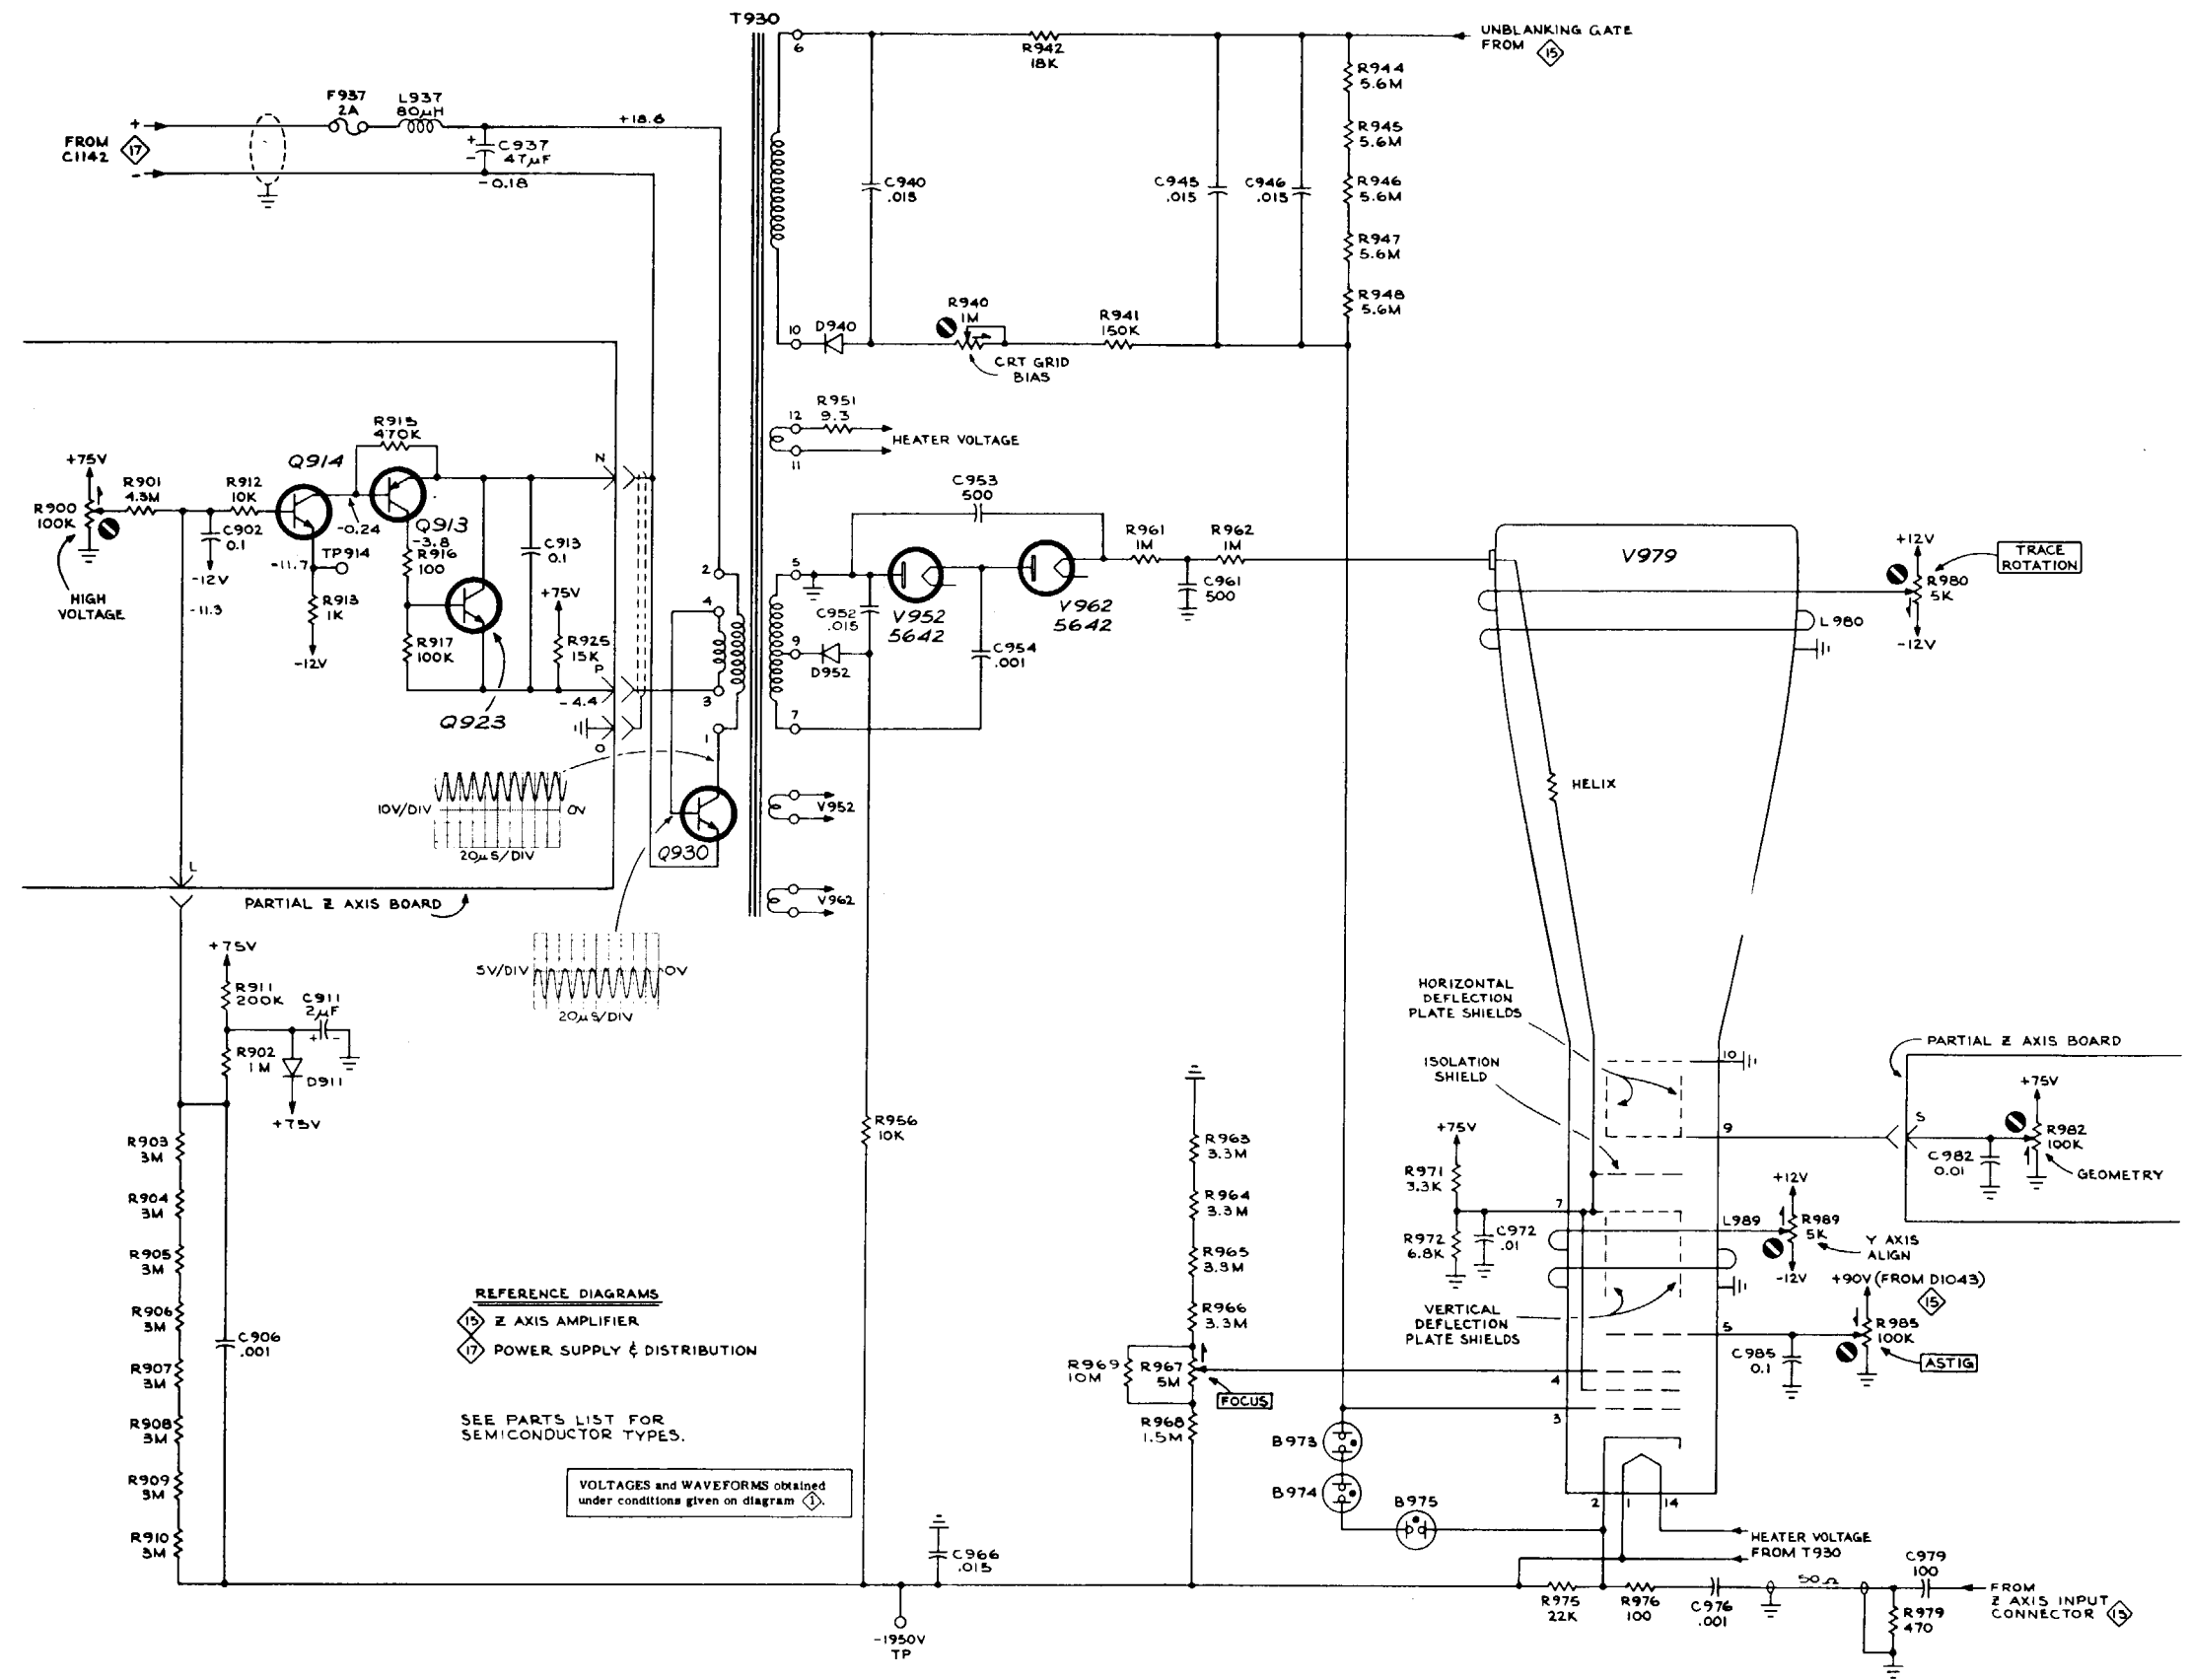 T930
6
R942
18K
UNBLANKING GATE
FROM 15
R944
5.6M
R945
5.6M
R946
5.6M
R947
5.6M
R948
5.6M
F937
2A
L937
80µH
+18.6
FROM
C1142
17
+
-
+
-
C937
47µF
-0.18
C940
.015
C945
.015
C946
.015
10
D940
R940
1M
R941
150K
CRT GRID
BIAS
12
R951
9.3
HEATER VOLTAGE
11
+75V
R900
100K
HIGH
VOLTAGE
R901
4.3M
R912
10K
C902
0.1
-12V
-11.3
Q914
R915
470K
-0.24
Q913
-3.8
R916
100
TP914
-11.7
R913
1K
-12V
R917
100K
Q923
C913
0.1
+75V
R925
15K
N
P
-4.4
O
2
4
3
1
5
9
7
C952
.015
D952
V952
5642
C953
500
V962
5642
C954
.001
R961
1M
R962
1M
C961
500
V979
+12V
R980
5K
-12V
TRACE
ROTATION
L980
HELIX
10V/DIV
0V
20µS/DIV
Q930
V952
V962
L
PARTIAL Z AXIS BOARD
5V/DIV
0V
20µS/DIV
+75V
R911
200K
C911
2µF
+ -
R902
1M
D911
+75V
R903
3M
R904
3M
R905
3M
R906
3M
R907
3M
R908
3M
R909
3M
R910
3M
C906
.001
REFERENCE DIAGRAMS
15 Z AXIS AMPLIFIER
17 POWER SUPPLY & DISTRIBUTION
SEE PARTS LIST FOR
SEMICONDUCTOR TYPES.
VOLTAGES and WAVEFORMS obtained
under conditions given on diagram 1.
R956
10K
C966
.015
-1950V
TP
R963
3.3M
R964
3.3M
R965
3.3M
R966
3.3M
R969
10M
R967
5M
FOCUS
R968
1.5M
HORIZONTAL
DEFLECTION
PLATE SHIELDS
ISOLATION
SHIELD
+75V
R971
3.3K
R972
6.8K
C972
.01
7
VERTICAL
DEFLECTION
PLATE SHIELDS
4
3
B973
B974
B975
2
1
14
10
9
PARTIAL Z AXIS BOARD
+75V
S
R982
100K
C982
0.01
GEOMETRY
L989
+12V
R989
5K
-12V
Y AXIS
ALIGN
+90V (FROM D1043)
15
5
R985
100K
C985
0.1
ASTIG
HEATER VOLTAGE
FROM T930
R975
22K
R976
100
C976
.001
50Ω
C979
100
R979
470
FROM
Z AXIS INPUT
CONNECTOR 15